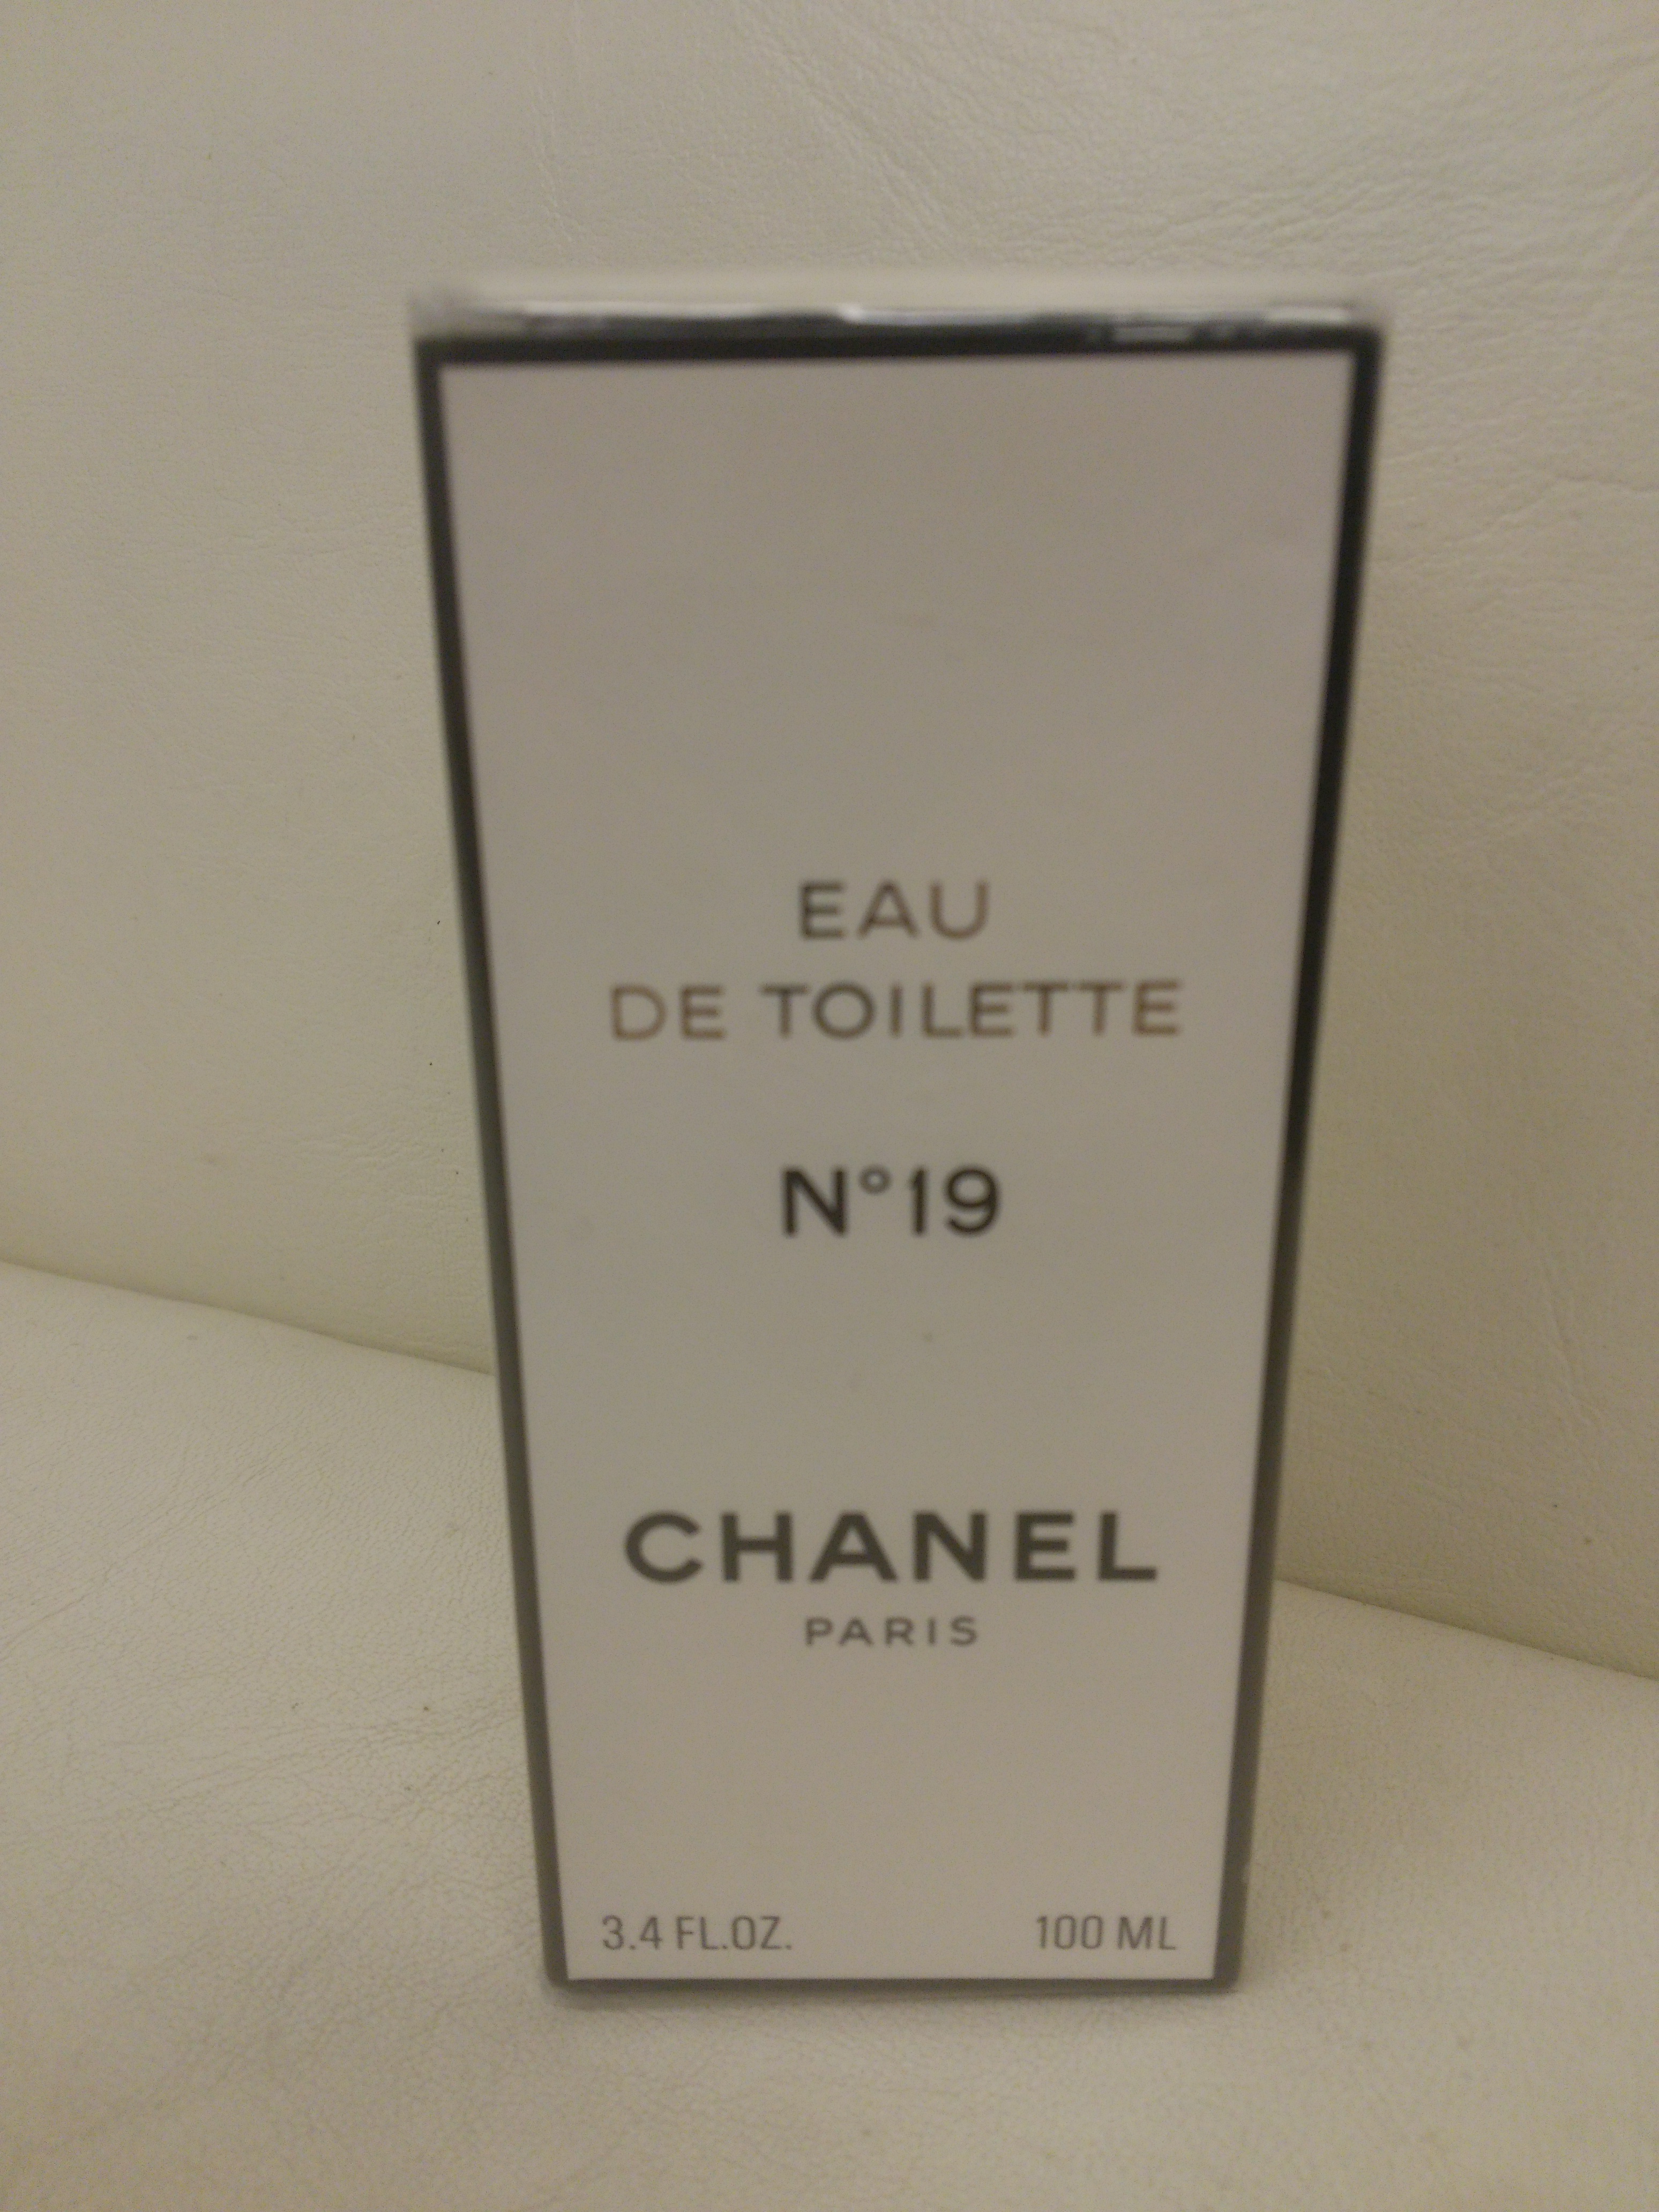 EAU
DE TOILETTE
N°19
CHANEL
PARIS
3.4 FL.OZ. 100 ML